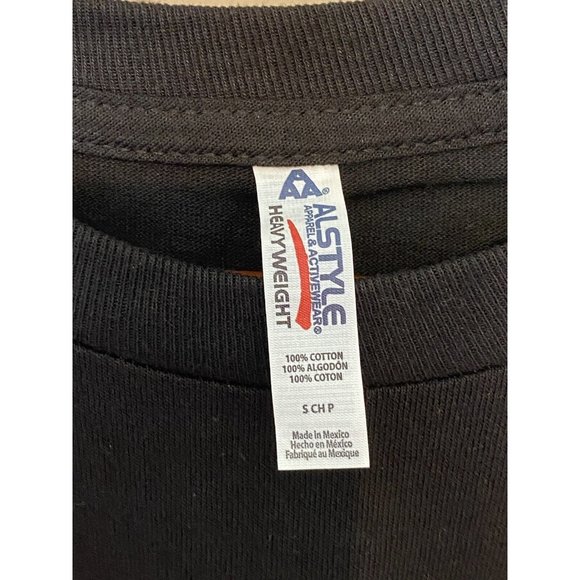 AAA®
ALSTYLE
APPAREL & ACTIVEWEAR®
HEAVYWEIGHT
100% COTTON
100% ALGODÓN
100% COTON
S CH P
Made in Mexico
Hecho en México
Fabriqué au Mexique